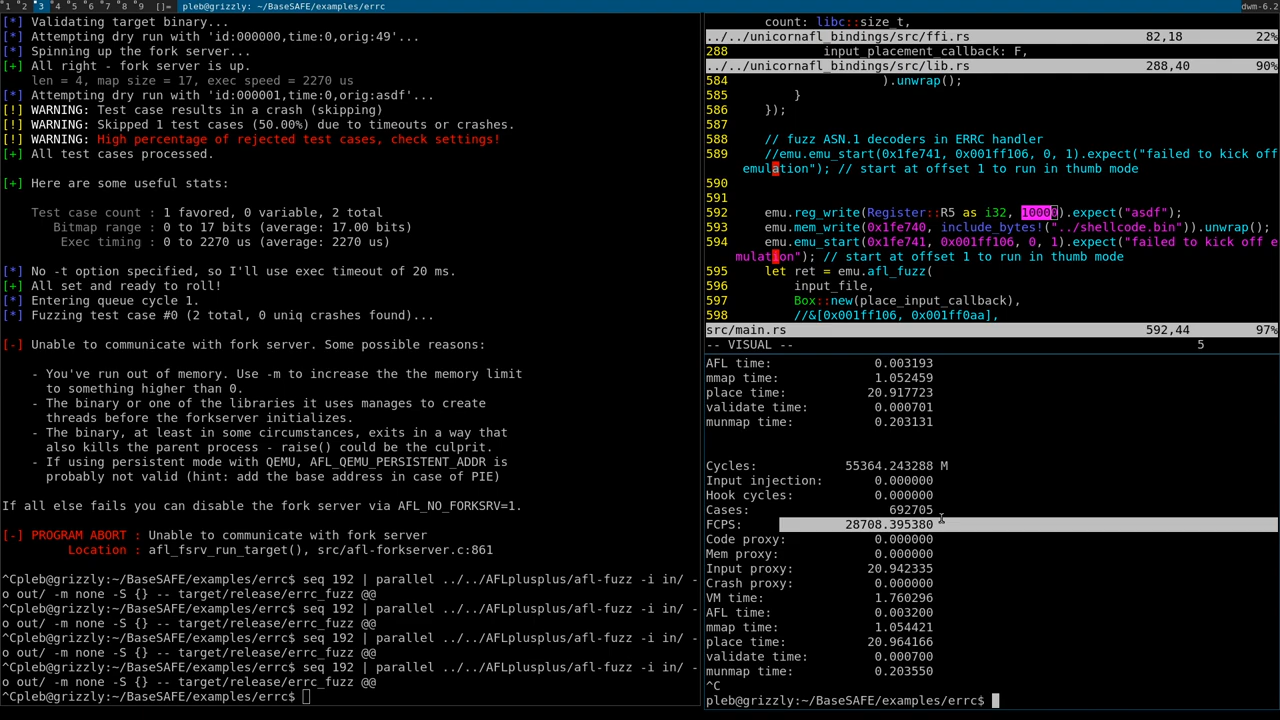 1 2 3 4 5 6 7 8 9 []= pleb@grizzly: ~/BaseSAFE/examples/errc dwm-6.2
[*] Validating target binary...
[*] Attempting dry run with 'id:000000,time:0,orig:49'...
[*] Spinning up the fork server...
[+] All right - fork server is up.
len = 4, map size = 17, exec speed = 2270 us
[*] Attempting dry run with 'id:000001,time:0,orig:asdf'...
[!] WARNING: Test case results in a crash (skipping)
[!] WARNING: Skipped 1 test cases (50.00%) due to timeouts or crashes.
[!] WARNING: High percentage of rejected test cases, check settings!
[+] All test cases processed.
[+] Here are some useful stats:
Test case count : 1 favored, 0 variable, 2 total
Bitmap range : 0 to 17 bits (average: 17.00 bits)
Exec timing : 0 to 2270 us (average: 2270 us)
[*] No -t option specified, so I'll use exec timeout of 20 ms.
[+] All set and ready to roll!
[*] Entering queue cycle 1.
[*] Fuzzing test case #0 (2 total, 0 uniq crashes found)...
[-] Unable to communicate with fork server. Some possible reasons:
- You've run out of memory. Use -m to increase the the memory limit
to something higher than 0.
- The binary or one of the libraries it uses manages to create
threads before the forkserver initializes.
- The binary, at least in some circumstances, exits in a way that
also kills the parent process - raise() could be the culprit.
- If using persistent mode with QEMU, AFL_QEMU_PERSISTENT_ADDR is
probably not valid (hint: add the base address in case of PIE)
If all else fails you can disable the fork server via AFL_NO_FORKSRV=1.
[-] PROGRAM ABORT : Unable to communicate with fork server
Location : afl_fsrv_run_target(), src/afl-forkserver.c:861
^Cpleb@grizzly:~/BaseSAFE/examples/errc$ seq 192 | parallel ../../AFLplusplus/afl-fuzz -i in/ -
o out/ -m none -S {} -- target/release/errc_fuzz @@
^Cpleb@grizzly:~/BaseSAFE/examples/errc$ seq 192 | parallel ../../AFLplusplus/afl-fuzz -i in/ -
o out/ -m none -S {} -- target/release/errc_fuzz @@
^Cpleb@grizzly:~/BaseSAFE/examples/errc$ seq 192 | parallel ../../AFLplusplus/afl-fuzz -i in/ -
o out/ -m none -S {} -- target/release/errc_fuzz @@
^Cpleb@grizzly:~/BaseSAFE/examples/errc$ seq 192 | parallel ../../AFLplusplus/afl-fuzz -i in/ -
o out/ -m none -S {} -- target/release/errc_fuzz @@
^Cpleb@grizzly:~/BaseSAFE/examples/errc$
count: libc::size_t,
../../unicornafl_bindings/src/ffi.rs 82,18 22%
288 input_placement_callback: F,
../../unicornafl_bindings/src/lib.rs 288,40 90%
584 ).unwrap();
585 }
586 });
587
588 // fuzz ASN.1 decoders in ERRC handler
589 //emu.emu_start(0x1fe741, 0x001ff106, 0, 1).expect("failed to kick off
emulation"); // start at offset 1 to run in thumb mode
590
591
592 emu.reg_write(Register::R5 as i32, 1000).expect("asdf");
593 emu.mem_write(0x1fe740, include_bytes!("../shellcode.bin")).unwrap();
594 emu.emu_start(0x1fe741, 0x001ff106, 0, 1).expect("failed to kick off e
mulation"); // start at offset 1 to run in thumb mode
595 let ret = emu.afl_fuzz(
596 input_file,
597 Box::new(place_input_callback),
598 //&[0x001ff106, 0x001ff0aa],
src/main.rs 592,44 97%
-- VISUAL -- 5
AFL time: 0.003193
mmap time: 1.052459
place time: 20.917723
validate time: 0.000701
munmap time: 0.203131
Cycles: 55364.243288 M
Input injection: 0.000000
Hook cycles: 0.000000
Cases: 692705
FCPS: 28708.395380
Code proxy: 0.000000
Mem proxy: 0.000000
Input proxy: 20.942335
Crash proxy: 0.000000
VM time: 1.760296
AFL time: 0.003200
mmap time: 1.054421
place time: 20.964166
validate time: 0.000700
munmap time: 0.203550
^C
pleb@grizzly:~/BaseSAFE/examples/errc$